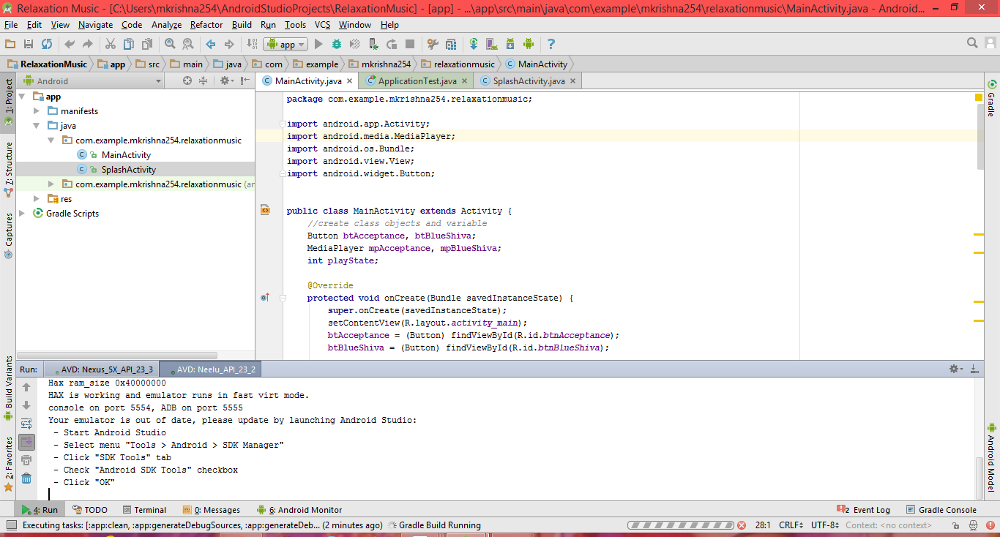 Relaxation Music - [C:\Users\mkrishna254\AndroidStudioProjects\RelaxationMusic] - [app] - ...\app\src\main\java\com\example\mkrishna254\relaxationmusic\MainActivity.java - Android...
File Edit View Navigate Code Analyze Refactor Build Run Tools VCS Window Help
app
RelaxationMusic app src main java com example mkrishna254 relaxationmusic MainActivity
Android
MainActivity.java ApplicationTest.java SplashActivity.java
1: Project
7: Structure
Captures
Build Variants
2: Favorites
app
manifests
java
com.example.mkrishna254.relaxationmusic
MainActivity
SplashActivity
com.example.mkrishna254.relaxationmusic (an
res
Gradle Scripts
package com.example.mkrishna254.relaxationmusic;
import android.app.Activity;
import android.media.MediaPlayer;
import android.os.Bundle;
import android.view.View;
import android.widget.Button;
public class MainActivity extends Activity {
//create class objects and variable
Button btAcceptance, btBlueShiva;
MediaPlayer mpAcceptance, mpBlueShiva;
int playState;
@Override
protected void onCreate(Bundle savedInstanceState) {
super.onCreate(savedInstanceState);
setContentView(R.layout.activity_main);
btAcceptance = (Button) findViewById(R.id.btnAcceptance);
btBlueShiva = (Button) findViewById(R.id.btnBlueShiva);
Gradle
Android Model
Run: AVD: Nexus_5X_API_23_3 AVD: Neelu_API_23_2
Hax ram_size 0x40000000
HAX is working and emulator runs in fast virt mode.
console on port 5554, ADB on port 5555
Your emulator is out of date, please update by launching Android Studio:
- Start Android Studio
- Select menu "Tools > Android > SDK Manager"
- Click "SDK Tools" tab
- Check "Android SDK Tools" checkbox
- Click "OK"
4: Run TODO Terminal 0: Messages 6: Android Monitor 2 Event Log Gradle Console
Executing tasks: [:app:clean, :app:generateDebugSources, :app:generateDeb... (2 minutes ago) Gradle Build Running 28:1 CRLF UTF-8 Context: <no context>